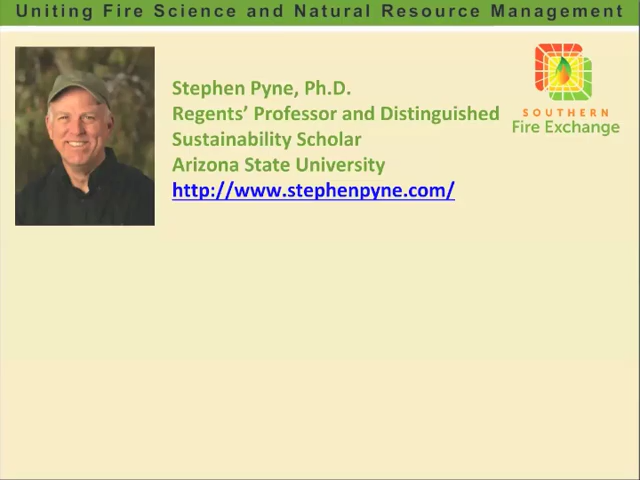 Uniting Fire Science and Natural Resource Management
Stephen Pyne, Ph.D.
Regents’ Professor and Distinguished
Sustainability Scholar
Arizona State University
http://www.stephenpyne.com/
SOUTHERN
Fire Exchange